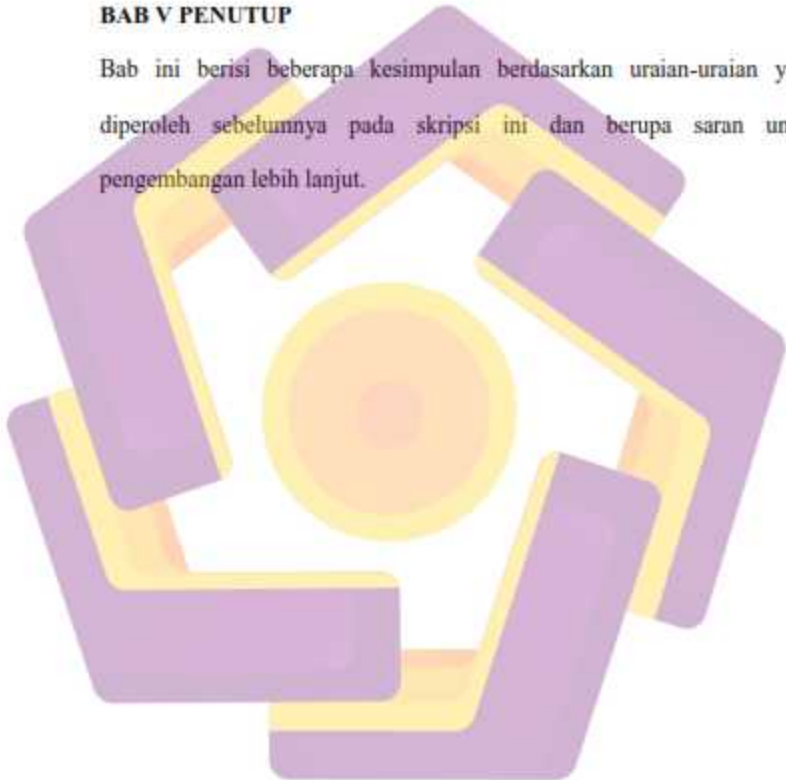 BAB V PENUTUP
Bab ini berisi beberapa kesimpulan berdasarkan uraian-uraian y
diperoleh sebelumnya pada skripsi ini dan berupa saran un
pengembangan lebih lanjut.